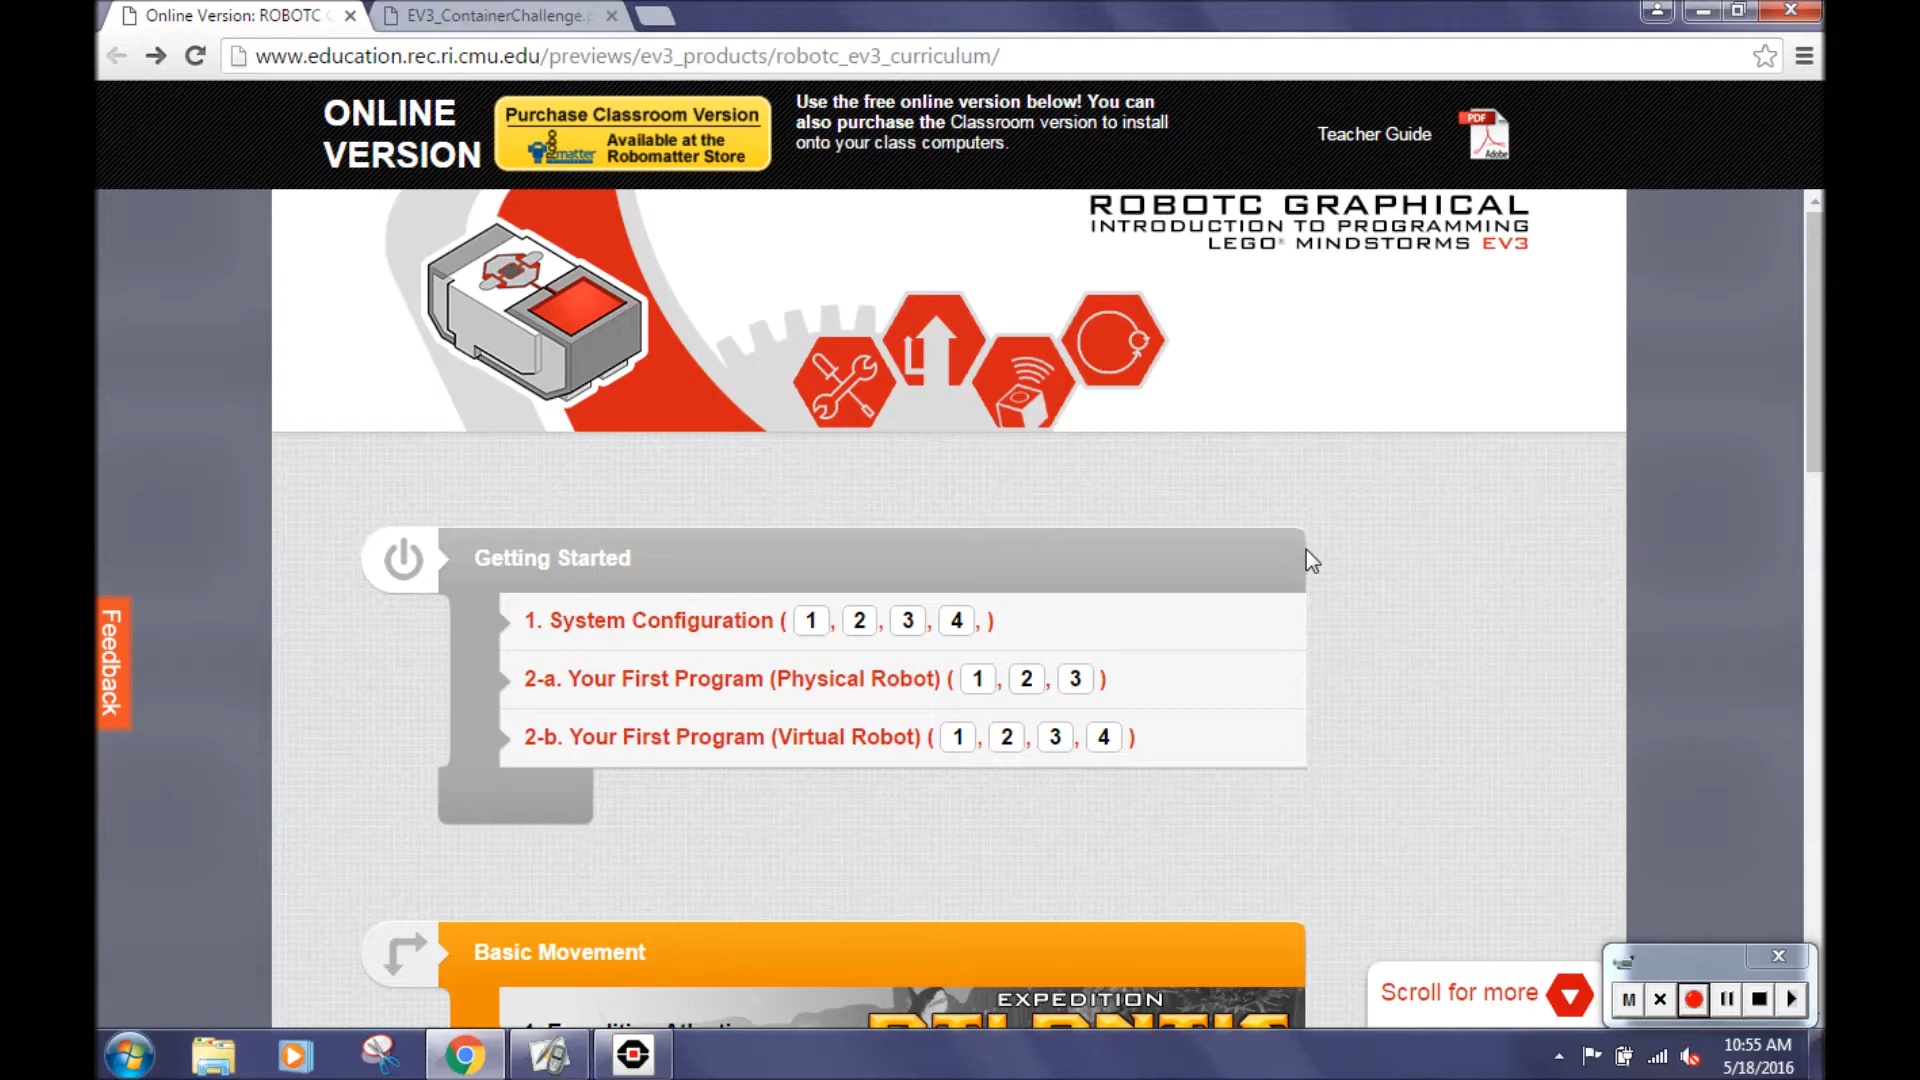 Online Version: ROBOTC
EV3_ContainerChallenge.
www.education.rec.ri.cmu.edu/previews/ev3_products/robotc_ev3_curriculum/
ONLINE
VERSION
Purchase Classroom Version
Robomatter
Available at the
Robomatter Store
Use the free online version below! You can
also purchase the Classroom version to install
onto your class computers.
Teacher Guide
PDF
Adobe
ROBOTC GRAPHICAL
INTRODUCTION TO PROGRAMMING
LEGO® MINDSTORMS EV3
Getting Started
1. System Configuration ( 1, 2, 3, 4, )
2-a. Your First Program (Physical Robot) ( 1, 2, 3 )
2-b. Your First Program (Virtual Robot) ( 1, 2, 3, 4 )
Feedback
Basic Movement
EXPEDITION
Scroll for more
M
10:55 AM
5/18/2016